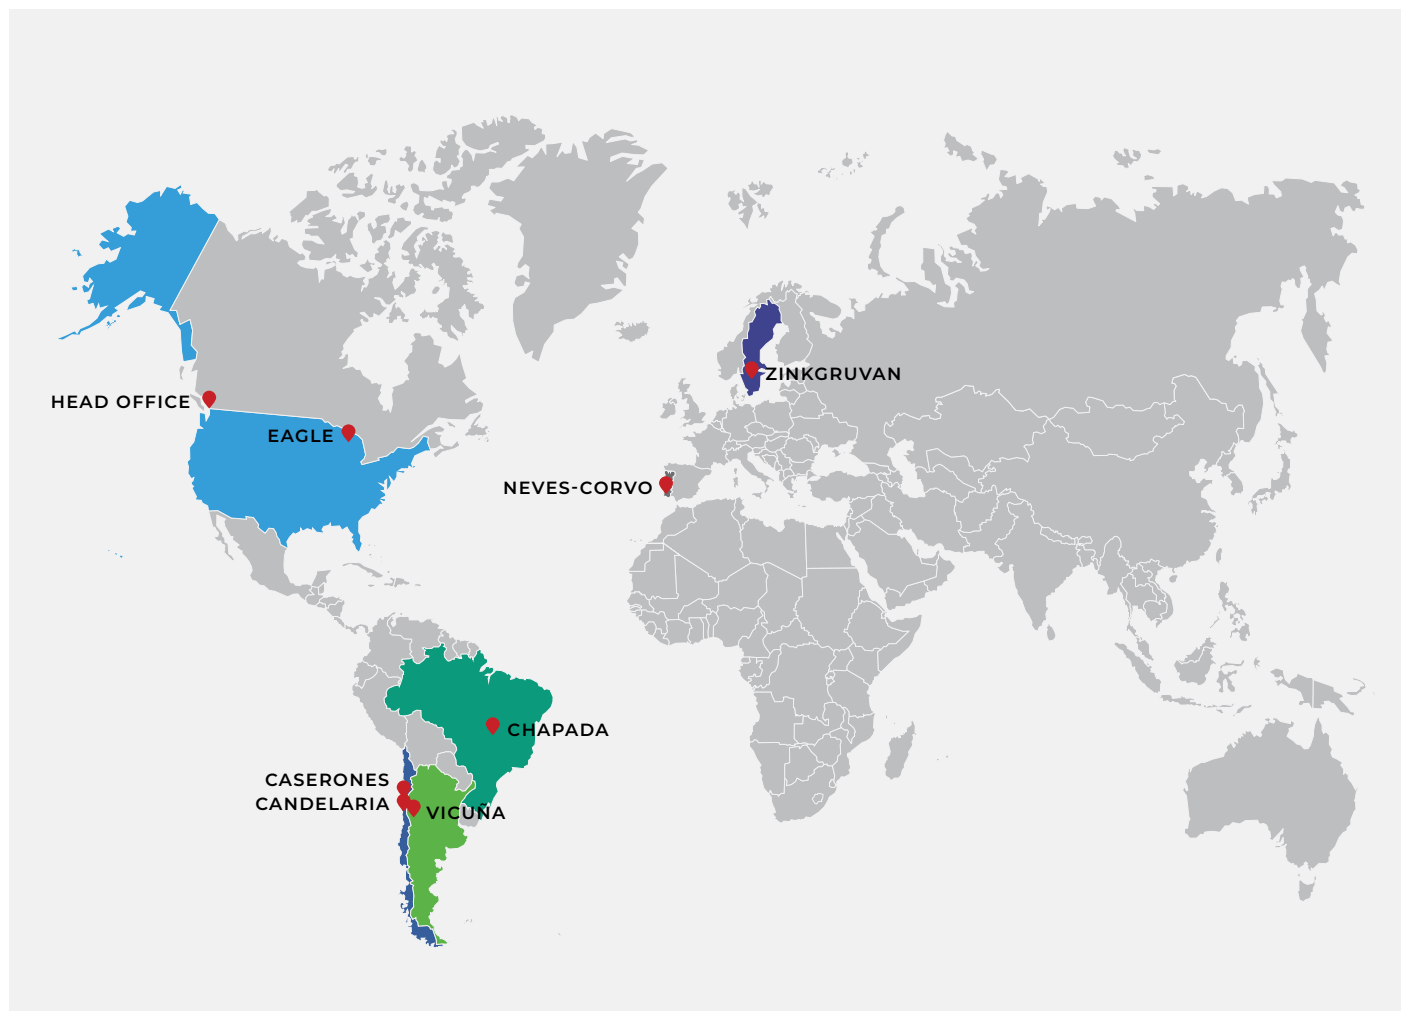 ZINKGRUVAN
HEAD OFFICE
EAGLE
NEVES-CORVO
CHAPADA
CASERONES
CANDELARIA
VICUÑA